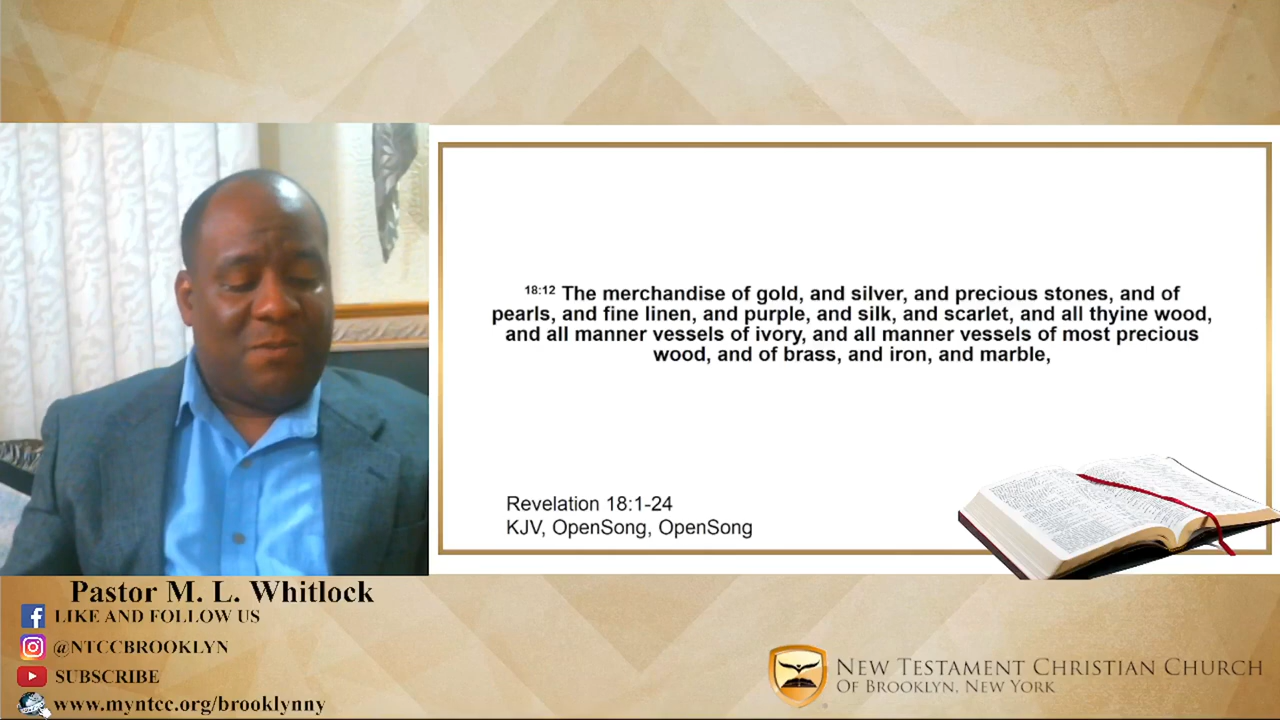 18:12 The merchandise of gold, and silver, and precious stones, and of
pearls, and fine linen, and purple, and silk, and scarlet, and all thyine wood,
and all manner vessels of ivory, and all manner vessels of most precious
wood, and of brass, and iron, and marble,
Revelation 18:1-24
KJV, OpenSong, OpenSong
Pastor M. L. Whitlock
LIKE AND FOLLOW US
@NTCCBROOKLYN
SUBSCRIBE
www.myntcc.org/brooklynny
NEW TESTAMENT CHRISTIAN CHURCH
OF BROOKLYN, NEW YORK